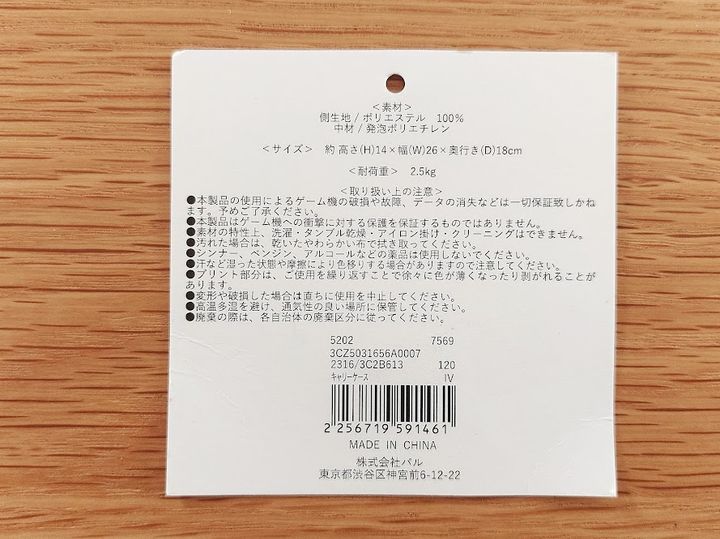 ＜素材＞
側生地 / ポリエステル　100%
中材 / 発泡ポリエチレン
＜サイズ＞　約 高さ(H)14×幅(W)26×奥行き(D)18cm
＜耐荷重＞　2.5kg
＜取り扱い上の注意＞
●本製品の使用によるゲーム機の破損や故障、データの消失などは一切保証致しかね
ます。予めご了承ください。
●本製品はゲーム機への衝撃に対する保護を保証するものではありません。
●素材の特性上、洗濯・タンブル乾燥・アイロン掛け・クリーニングはできません。
●汚れた場合は、乾いたやわらかい布で拭き取ってください。
●シンナー、ベンジン、アルコールなどの薬品は使用しないでください。
●汗など湿った状態や摩擦により色移りする場合がありますので注意してください。
●プリント部分は、ご使用を繰り返すことで徐々に色が薄くなったり剥がれることが
あります。
●変形や破損した場合は直ちに使用を中止してください。
●高温多湿を避け、通気性の良い場所に保管してください。
●廃棄の際は、各自治体の廃棄区分に従ってください。
5202　7569
3CZ5031656A0007
2316/3C2B613　120
キャリーケース　IV
2 256719 591461
MADE IN CHINA
株式会社パル
東京都渋谷区神宮前6-12-22